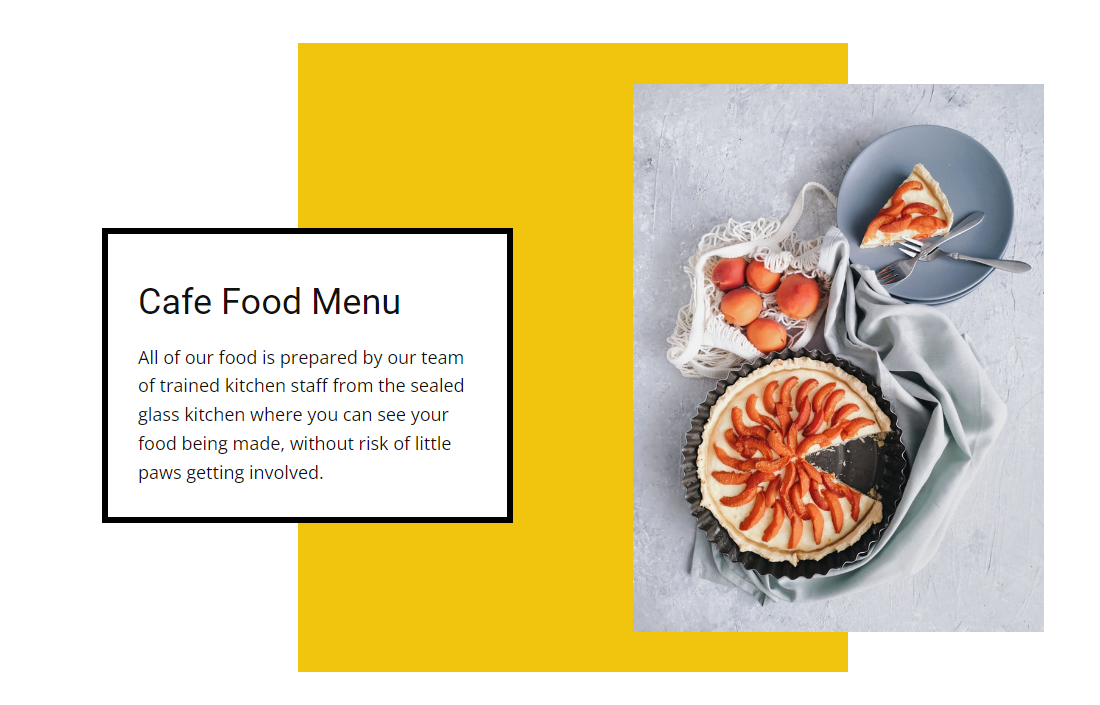 Cafe Food Menu
All of our food is prepared by our team
of trained kitchen staff from the sealed
glass kitchen where you can see your
food being made, without risk of little
paws getting involved.